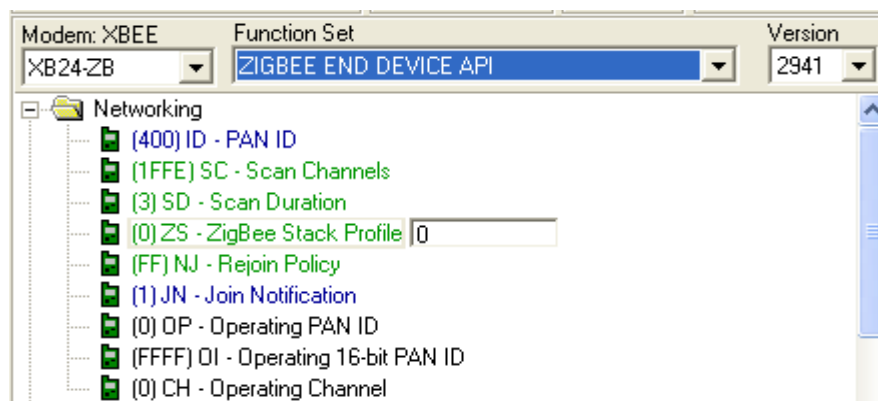 Modem: XBEE Function Set Version
XB24-ZB ZIGBEE END DEVICE API 2941
Networking
(400) ID - PAN ID
(1FFE) SC - Scan Channels
(3) SD - Scan Duration
(0) ZS - ZigBee Stack Profile 0
(FF) NJ - Rejoin Policy
(1) JN - Join Notification
(0) OP - Operating PAN ID
(FFFF) OI - Operating 16-bit PAN ID
(0) CH - Operating Channel